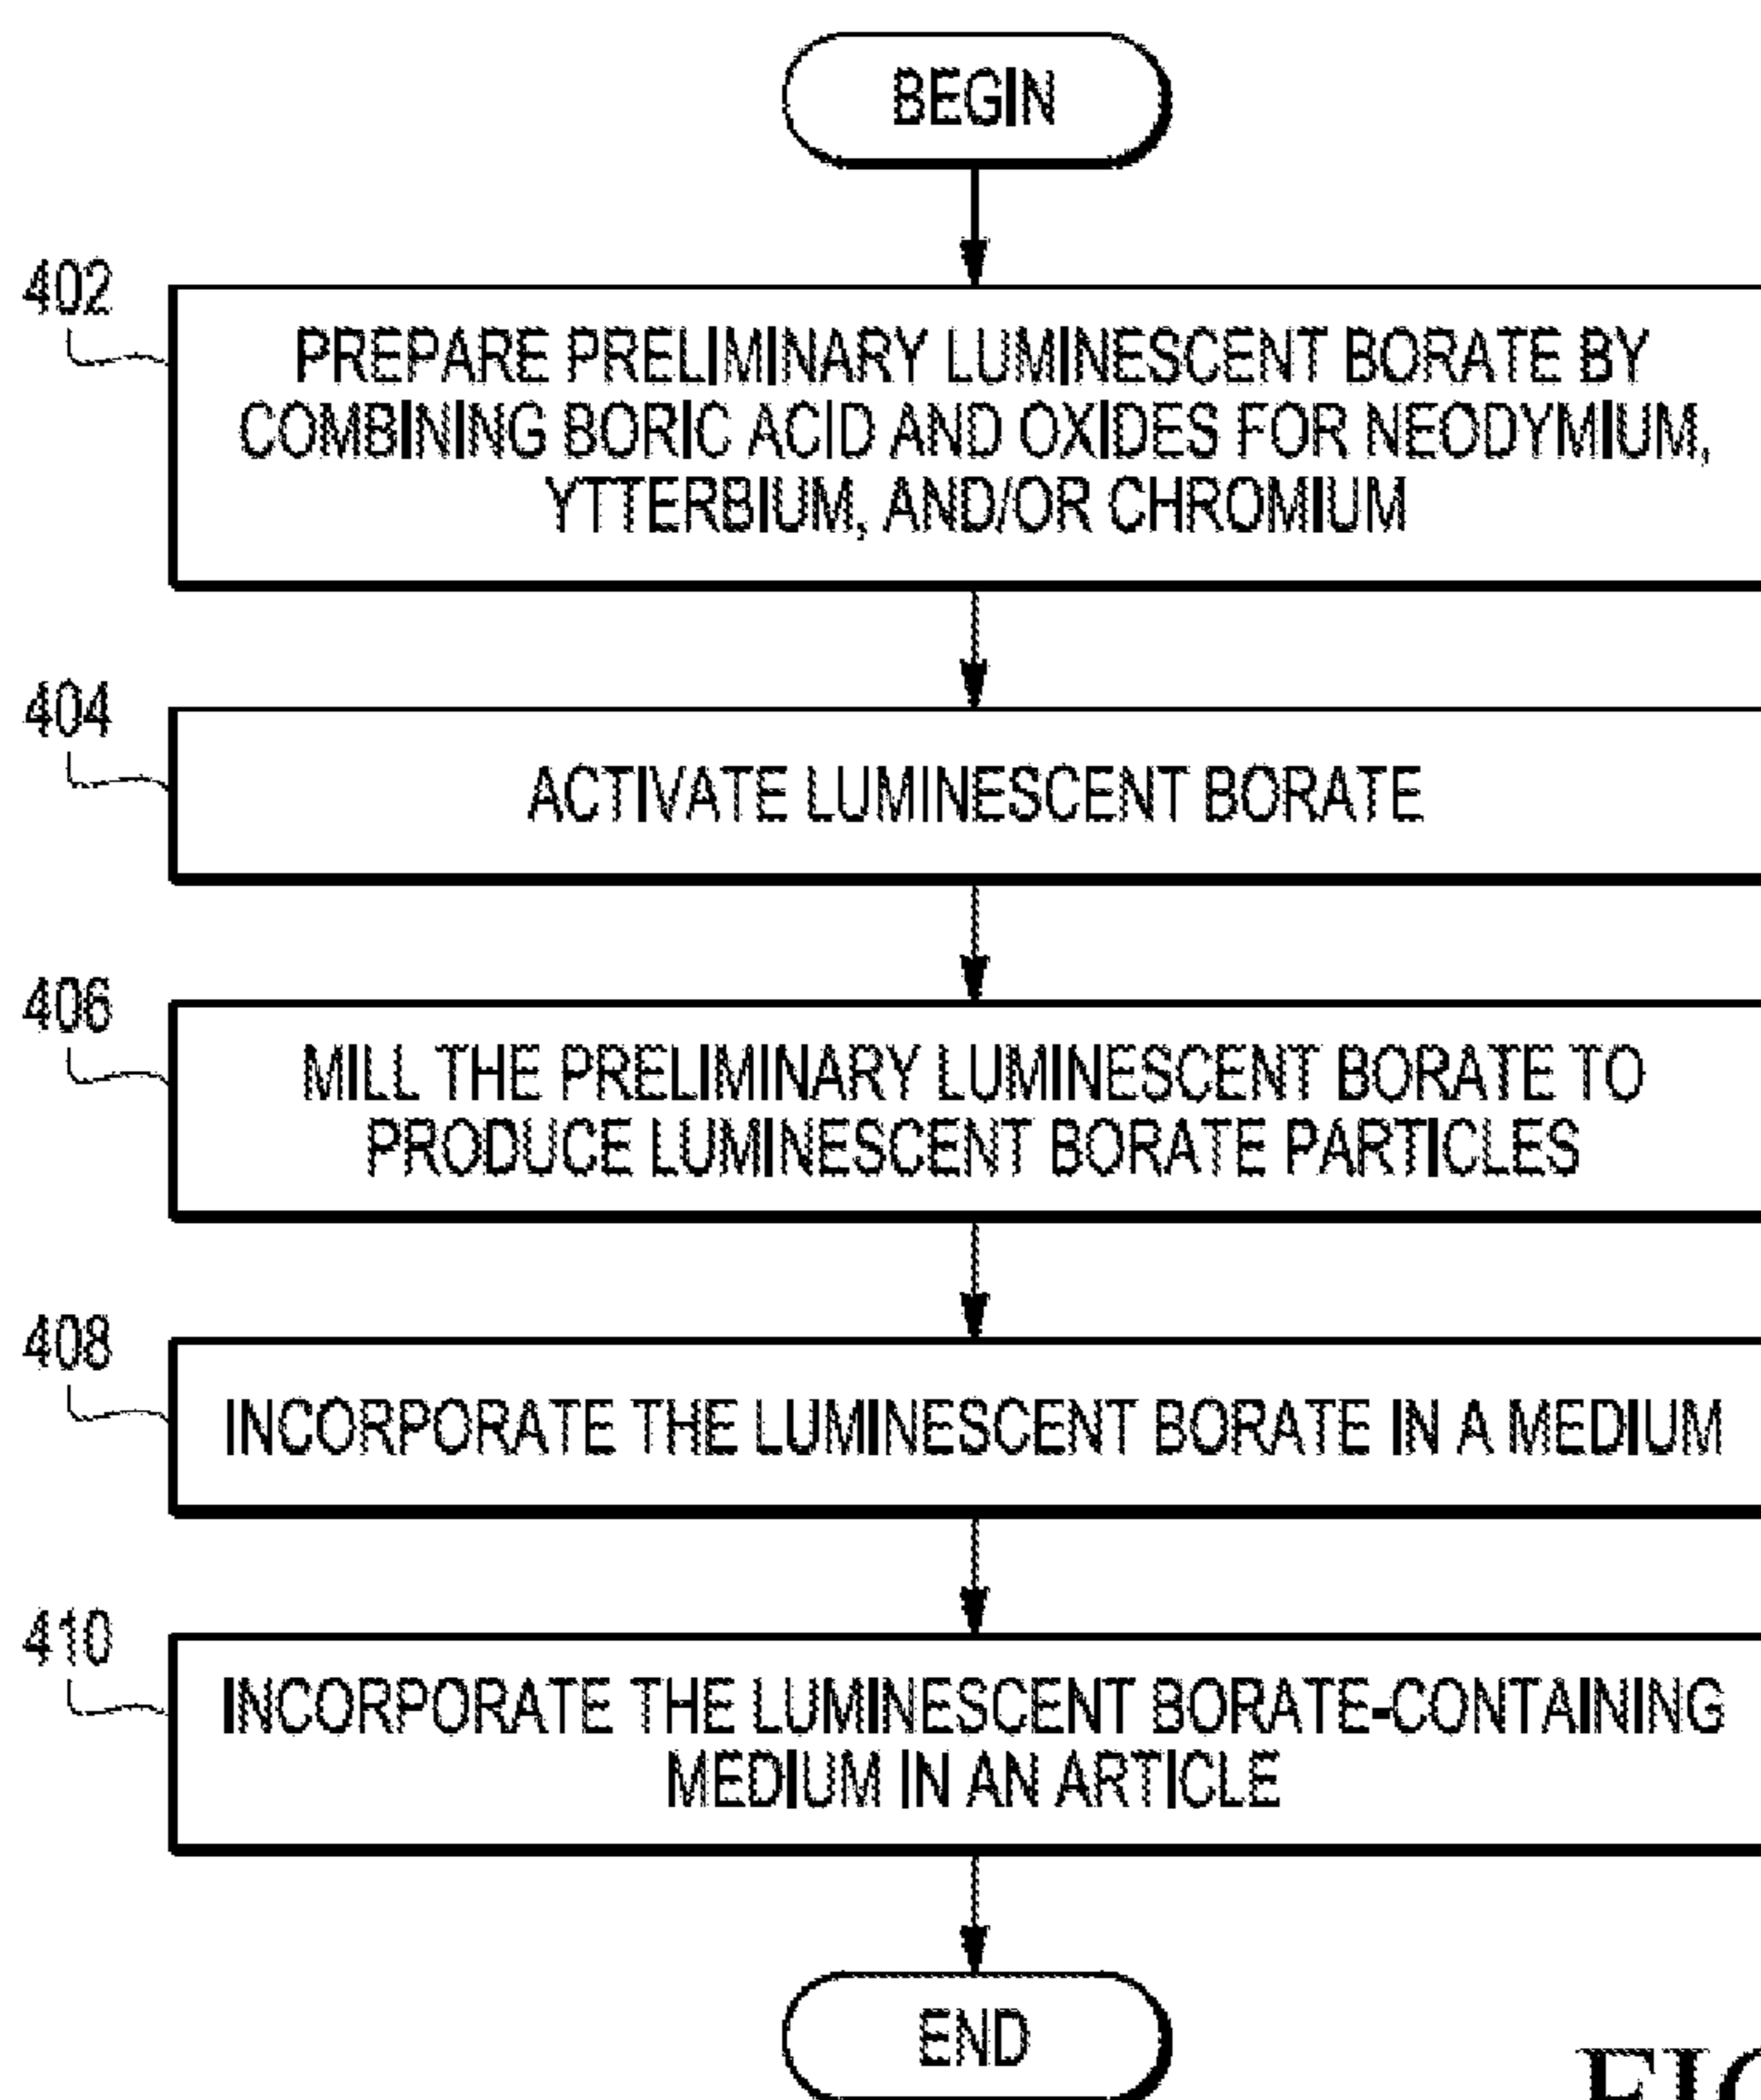 BEGIN
402
PREPARE PRELIMINARY LUMINESCENT BORATE BY
COMBINING BORIC ACID AND OXIDES FOR NEODYMIUM,
YTTERBIUM, AND/OR CHROMIUM
404
ACTIVATE LUMINESCENT BORATE
406
MILL THE PRELIMINARY LUMINESCENT BORATE TO
PRODUCE LUMINESCENT BORATE PARTICLES
408
INCORPORATE THE LUMINESCENT BORATE IN A MEDIUM
410
INCORPORATE THE LUMINESCENT BORATE-CONTAINING
MEDIUM IN AN ARTICLE
END